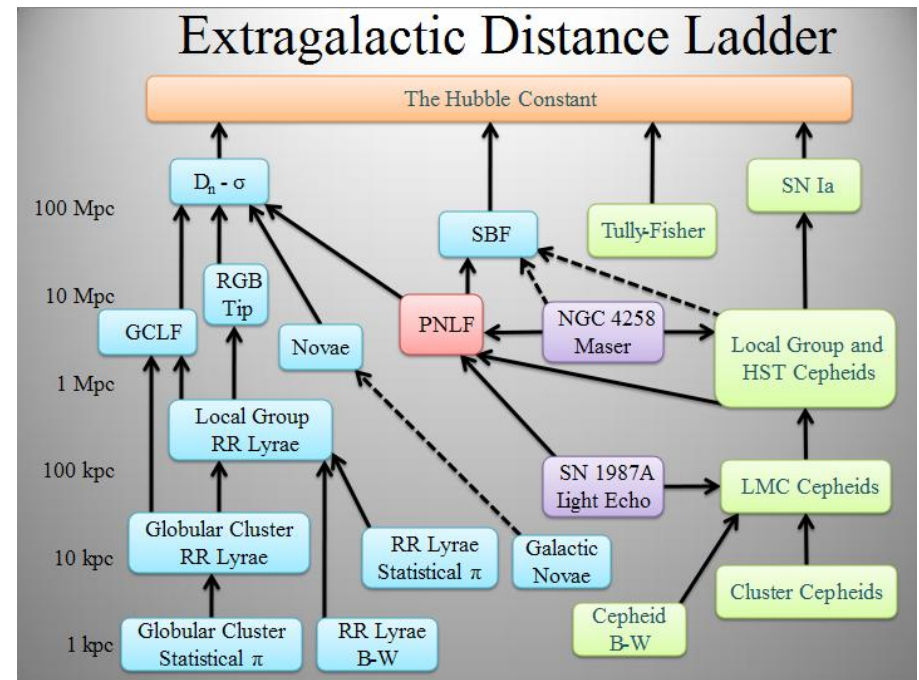 Extragalactic Distance Ladder
The Hubble Constant
Dₙ - σ
SN Ia
100 Mpc
SBF
Tully-Fisher
10 Mpc
RGB
Tip
GCLF
Novae
PNLF
NGC 4258
Maser
Local Group and
HST Cepheids
1 Mpc
Local Group
RR Lyrae
100 kpc
SN 1987A
Light Echo
LMC Cepheids
Globular Cluster
RR Lyrae
10 kpc
RR Lyrae
Statistical π
Galactic
Novae
Cluster Cepheids
1 kpc
Globular Cluster
Statistical π
RR Lyrae
B-W
Cepheid
B-W